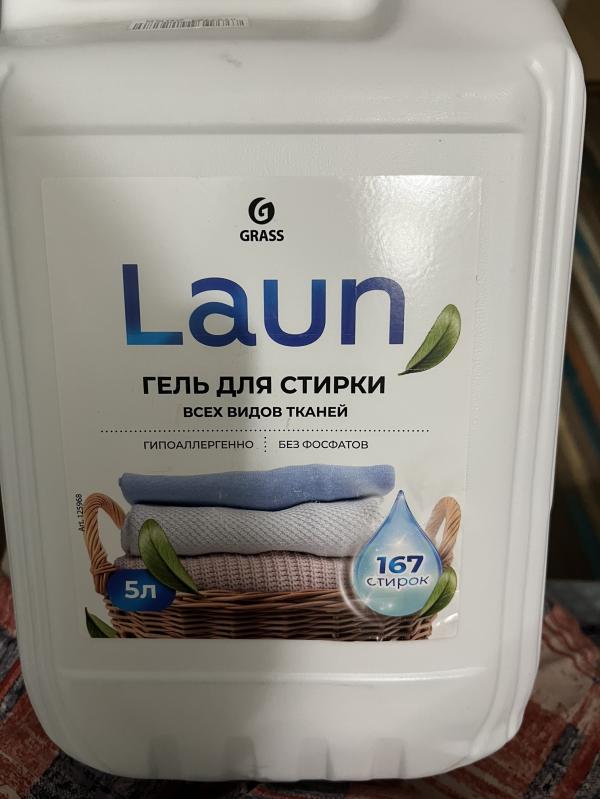 GRASS
Laun
ГЕЛЬ ДЛЯ СТИРКИ
ВСЕХ ВИДОВ ТКАНЕЙ
ГИПОАЛЛЕРГЕННО БЕЗ ФОСФАТОВ
Art. 125968
167
стирок
5л